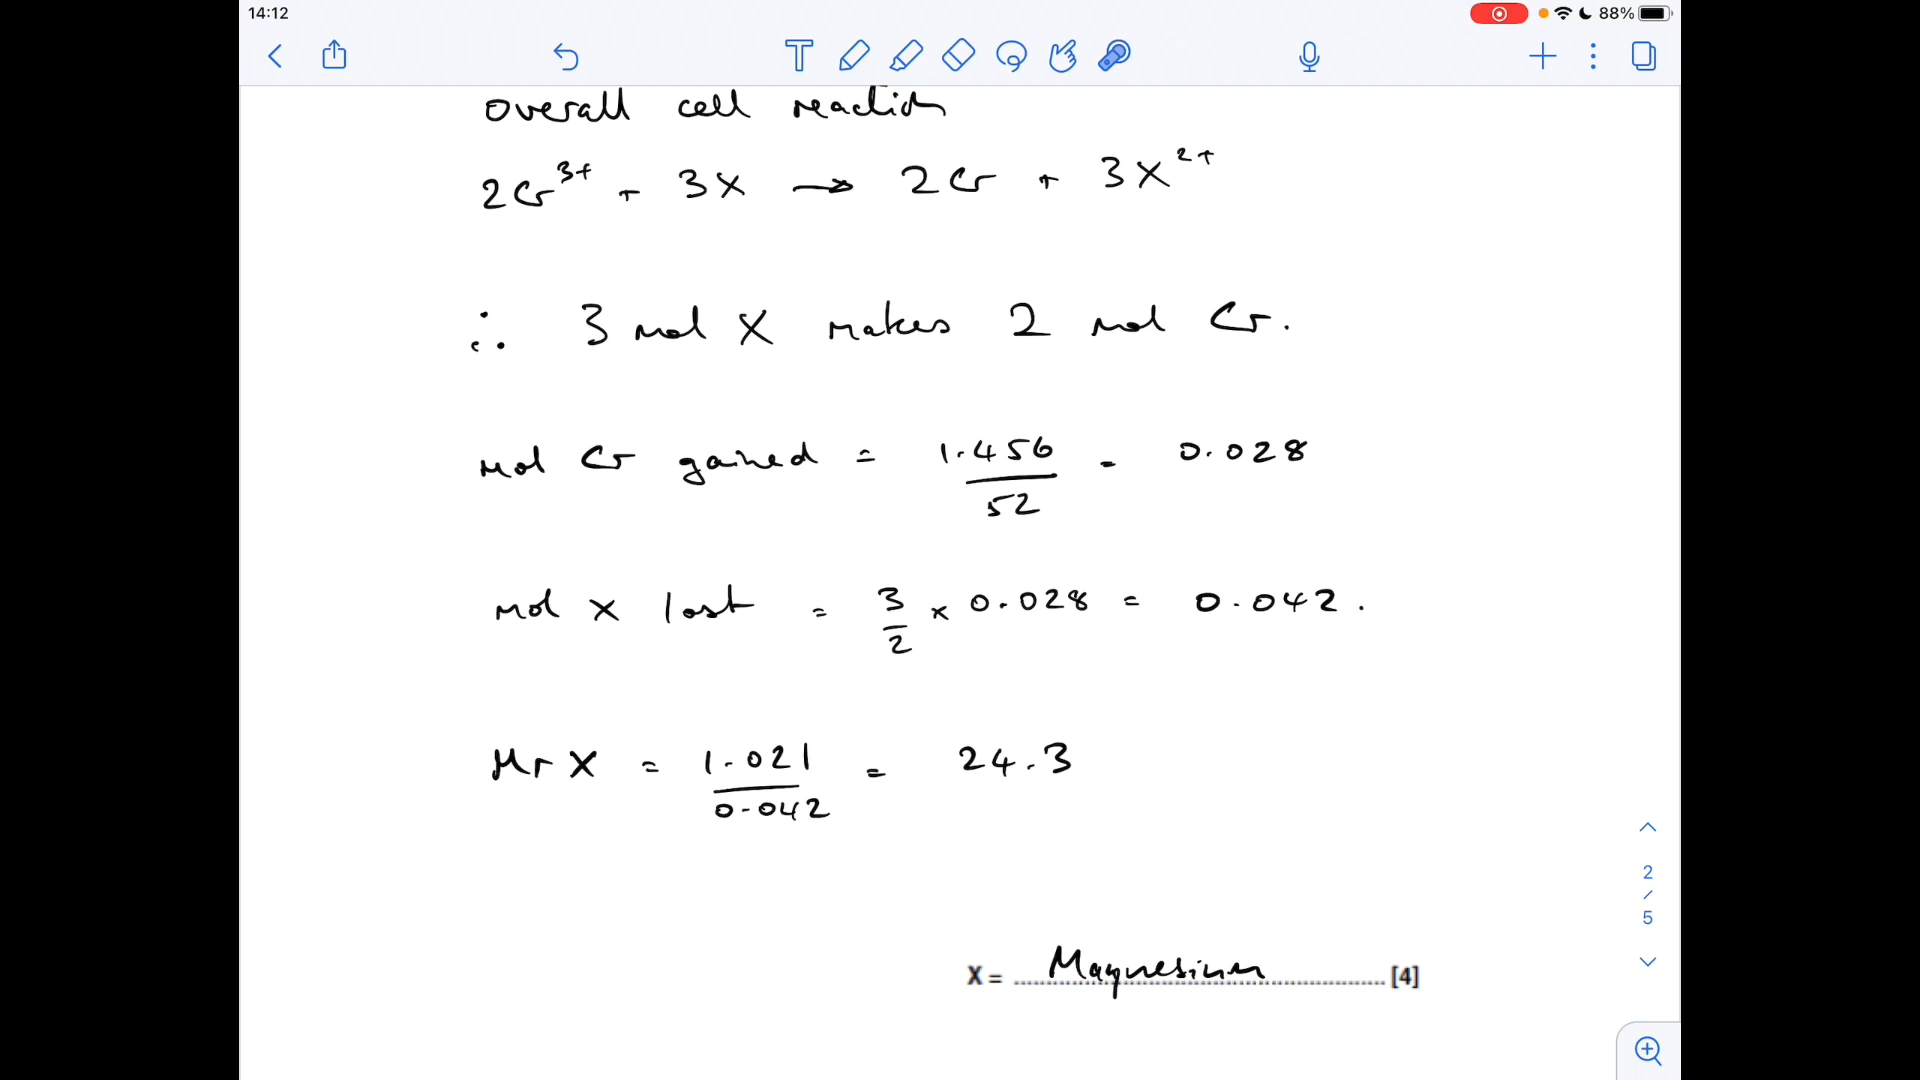 14:12
88%
overall cell reaction
2Cr³⁺ + 3X → 2Cr + 3X²⁺
∴ 3 mol X makes 2 mol Cr.
mol Cr gained = 1.456/52 = 0.028
mol X lost = 3/2 × 0.028 = 0.042.
Mr X = 1.021/0.042 = 24.3
X = Magnesium [4]
2/5